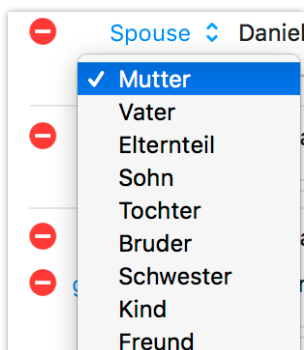 Spouse Daniel
Mutter
Vater
Elternteil
Sohn
Tochter
Bruder
Schwester
Kind
Freund